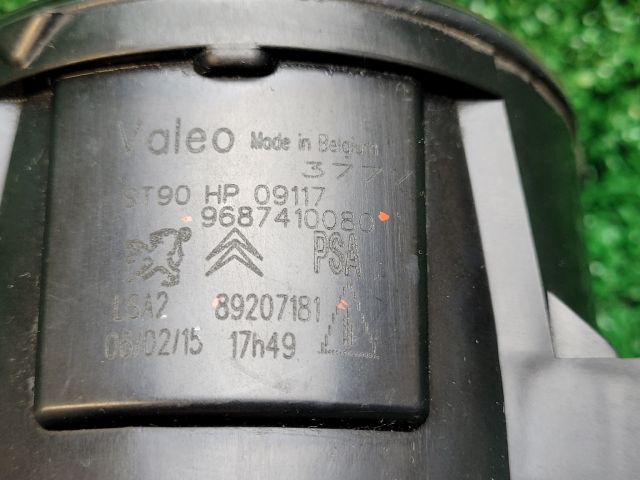 Valeo Made in Belgium
377
ST90 HP 09117
9687410080
PSA
LSA2 89207181
06/02/15 17h49